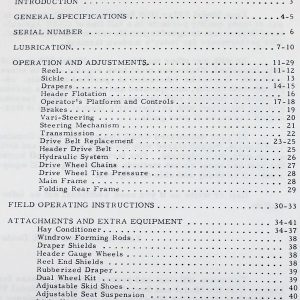 INTRODUCTION . . . . . . . . . . . . . . . . . . . . 3
GENERAL SPECIFICATIONS . . . . . . . . . . . . . . . . 4-5
SERIAL NUMBER . . . . . . . . . . . . . . . . . . . . 6
LUBRICATION. . . . . . . . . . . . . . . . . . . . . 7-10
OPERATION AND ADJUSTMENTS. . . . . . . . . . . . . . . 11-29
Reel. . . . . . . . . . . . . . . . . . . . . 11-12
Sickle . . . . . . . . . . . . . . . . . . . . 13
Drapers . . . . . . . . . . . . . . . . . . . 14-15
Header Flotation . . . . . . . . . . . . . . . . 16
Operator's Platform and Controls . . . . . . . . . . 17-18
Brakes . . . . . . . . . . . . . . . . . . . . 19
Vari-Steering . . . . . . . . . . . . . . . . . 20
Steering Mechanism . . . . . . . . . . . . . . . 21
Transmission . . . . . . . . . . . . . . . . . . 22
Drive Belt Replacement . . . . . . . . . . . . . 23-25
Header Drive Belt . . . . . . . . . . . . . . . . 25
Hydraulic System . . . . . . . . . . . . . . . . 26
Drive Wheel Chains . . . . . . . . . . . . . . . 27
Drive Wheel Tire Pressure . . . . . . . . . . . . 28
Main Frame . . . . . . . . . . . . . . . . . . . 28
Folding Rear Frame . . . . . . . . . . . . . . . 29
FIELD OPERATING INSTRUCTIONS . . . . . . . . . . . . . 30-33
ATTACHMENTS AND EXTRA EQUIPMENT . . . . . . . . . . . 34-41
Hay Conditioner. . . . . . . . . . . . . . . . . 34-37
Windrow Forming Rods. . . . . . . . . . . . . . . 38
Draper Shields . . . . . . . . . . . . . . . . . 38
Header Gauge Wheels . . . . . . . . . . . . . . . 38
Reel End Shields . . . . . . . . . . . . . . . . 38
Rubberized Draper . . . . . . . . . . . . . . . . 39
Dual Wheel Kit . . . . . . . . . . . . . . . . . 39
Adjustable Skid Shoes . . . . . . . . . . . . . . 40
Adjustable Seat Suspension . . . . . . . . . . . . 40